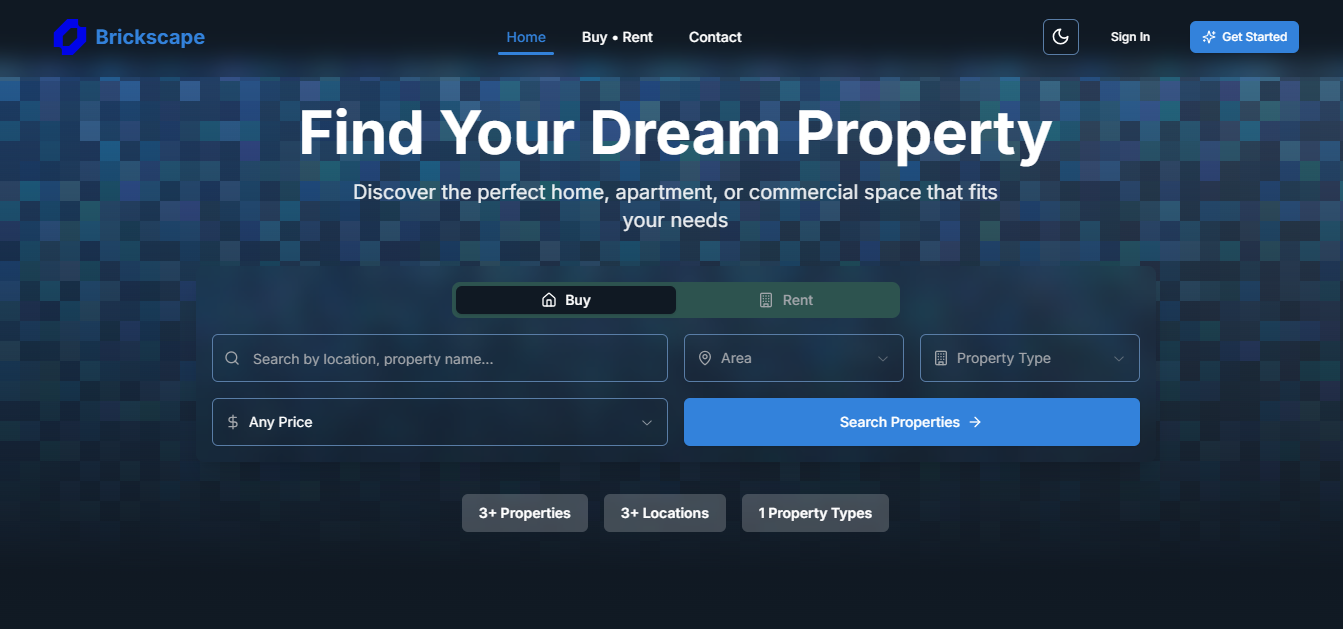 Brickscape
Home
Buy • Rent
Contact
Sign In
Get Started
Find Your Dream Property
Discover the perfect home, apartment, or commercial space that fits
your needs
Buy
Rent
Search by location, property name...
Area
Property Type
Any Price
Search Properties
3+ Properties
3+ Locations
1 Property Types